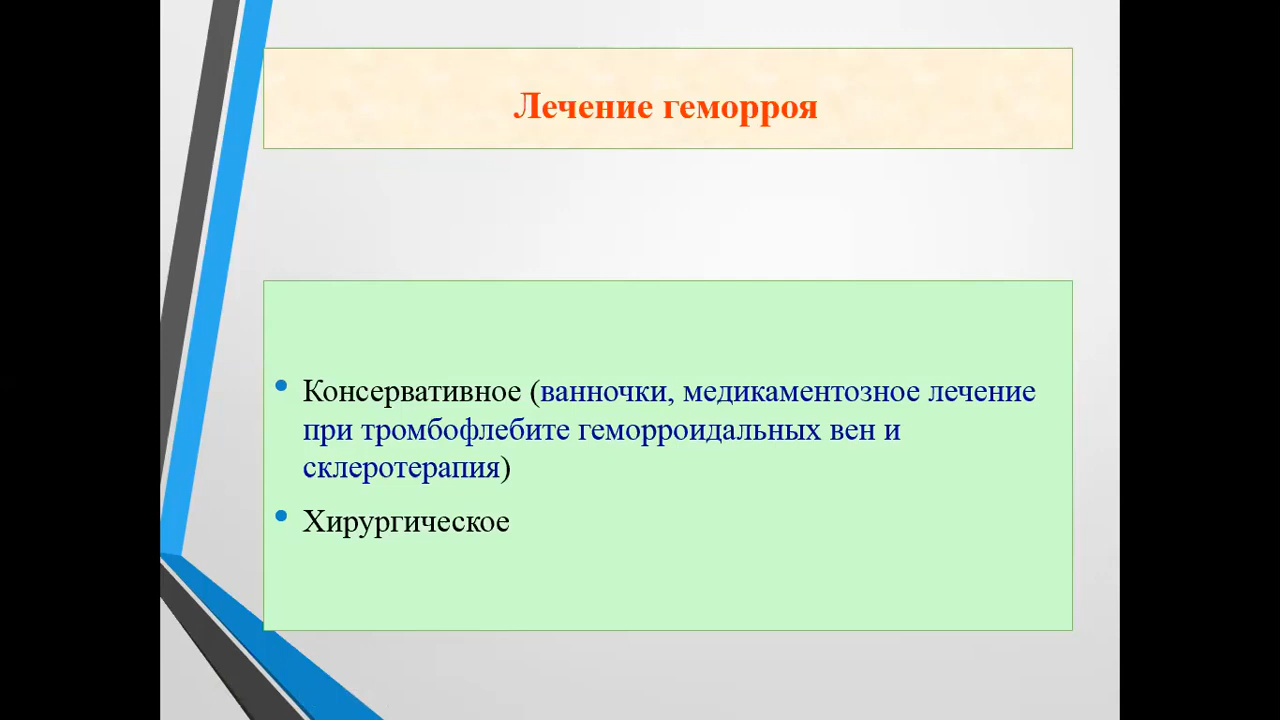 Лечение геморроя
• Консервативное (ванночки, медикаментозное лечение
при тромбофлебите геморроидальных вен и
склеротерапия)
• Хирургическое